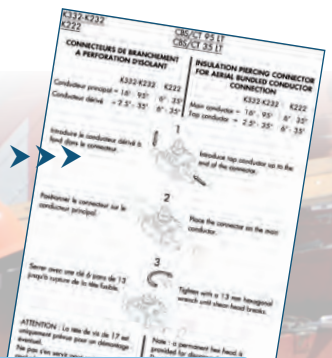 K332-K232
K222
CBS/CT 95 LT
CBS/CT 35 LT
CONNECTEURS DE BRANCHEMENT
A PERFORATION D'ISOLANT
K332-K232 K222
Conducteur principal = 16² - 95² 6² - 35²
Conducteur dérivé = 2.5² - 35² 6² - 35²
INSULATION PIERCING CONNECTOR
FOR AERIAL BUNDLED CONDUCTOR
CONNECTION
K332-K232 K222
Main conductor = 16² - 95² 6² - 35²
Tap conductor = 2.5² - 35² 6² - 35²
1
Introduire le conducteur dérivé à
fond dans le connecteur.
Introduce tap conductor up to the
end of the connector.
2
Positionner le connecteur sur le
conducteur principal.
Place the connector on the main
conductor.
3
Serrer avec une clé 6 pans de 13
jusqu'à rupture de la tête fusible.
Tighten with a 13 mm hexagonal
wrench until shear head breaks.
ATTENTION : La tête de vis de 17 est
uniquement prévue pour un démontage
éventuel.
Ne pas s'en servir
Note : a permanent hex head is
provided for